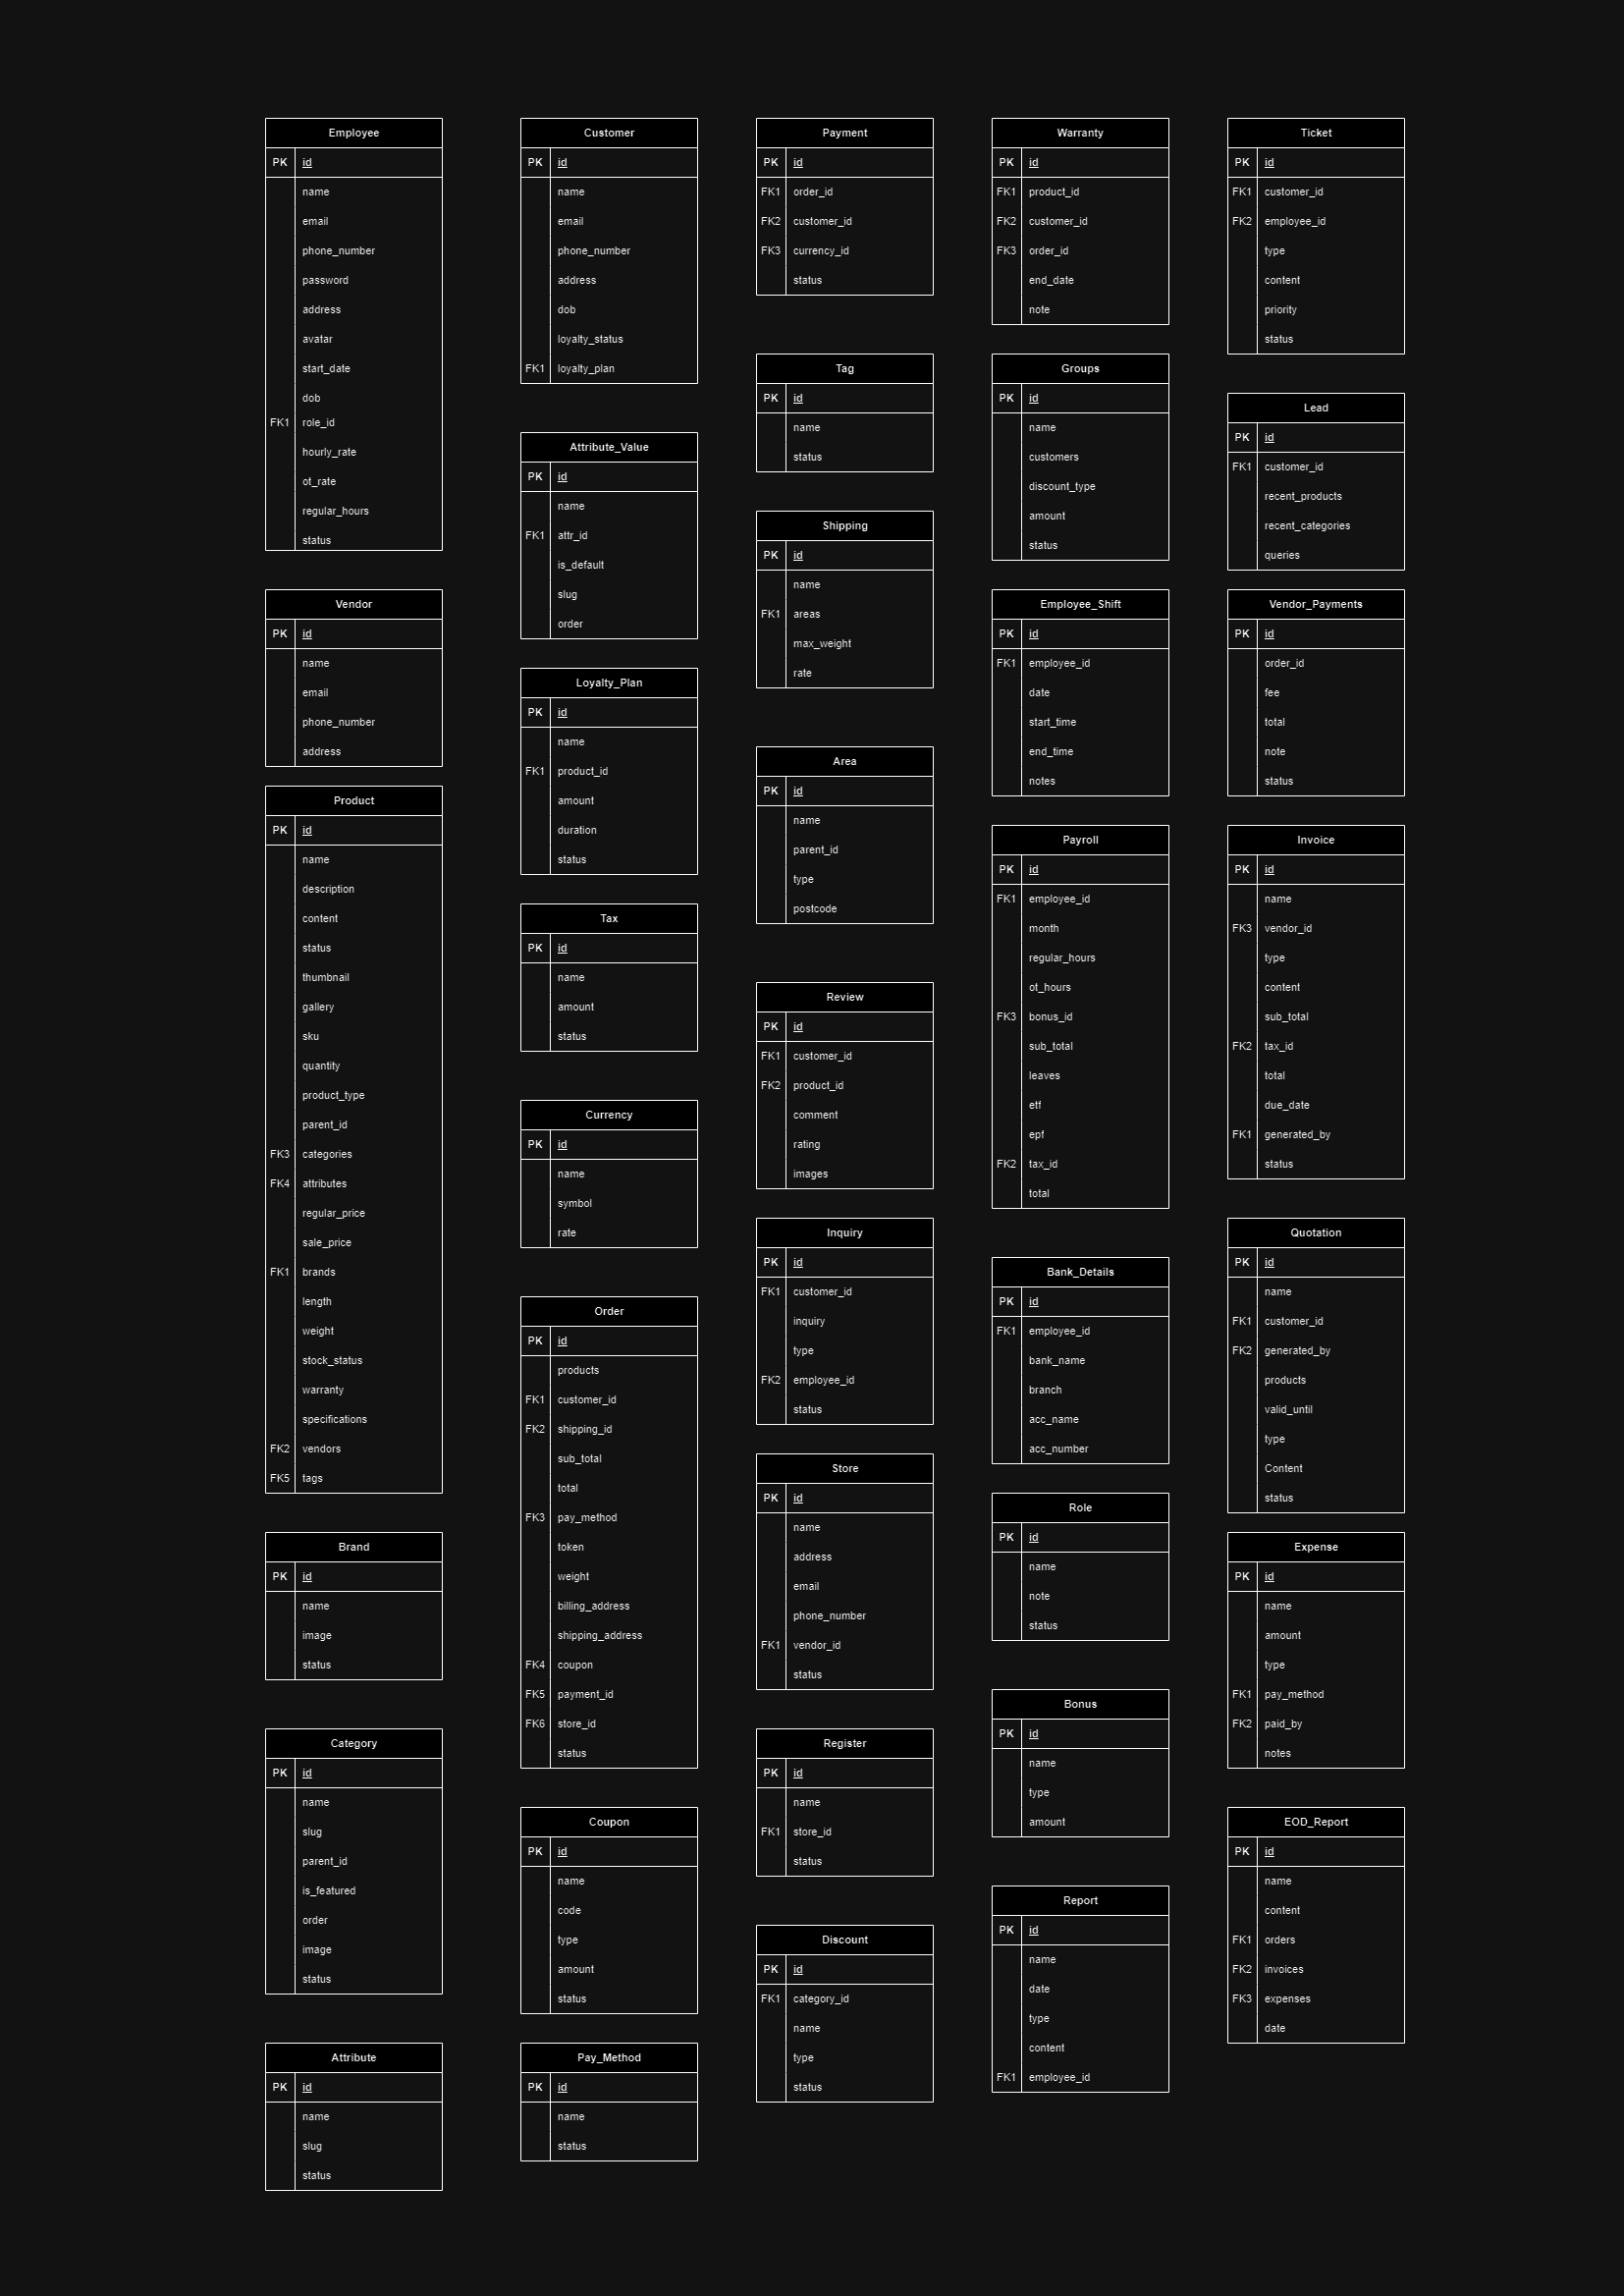 Employee
PK id
name
email
phone_number
password
address
avatar
start_date
dob
FK1 role_id
hourly_rate
ot_rate
regular_hours
status
Vendor
PK id
name
email
phone_number
address
Product
PK id
name
description
content
status
thumbnail
gallery
sku
quantity
product_type
parent_id
FK3 categories
FK4 attributes
regular_price
sale_price
FK1 brands
length
weight
stock_status
warranty
specifications
FK2 vendors
FK5 tags
Brand
PK id
name
image
status
Category
PK id
name
slug
parent_id
is_featured
order
image
status
Attribute
PK id
name
slug
status
Customer
PK id
name
email
phone_number
address
dob
loyalty_status
FK1 loyalty_plan
Attribute_Value
PK id
name
FK1 attr_id
is_default
slug
order
Loyalty_Plan
PK id
name
FK1 product_id
amount
duration
status
Tax
PK id
name
amount
status
Currency
PK id
name
symbol
rate
Order
PK id
products
FK1 customer_id
FK2 shipping_id
sub_total
total
FK3 pay_method
token
weight
billing_address
shipping_address
FK4 coupon
FK5 payment_id
FK6 store_id
status
Coupon
PK id
name
code
type
amount
status
Pay_Method
PK id
name
status
Payment
PK id
FK1 order_id
FK2 customer_id
FK3 currency_id
status
Tag
PK id
name
status
Shipping
PK id
name
FK1 areas
max_weight
rate
Area
PK id
name
parent_id
type
postcode
Review
PK id
FK1 customer_id
FK2 product_id
comment
rating
images
Inquiry
PK id
FK1 customer_id
inquiry
type
FK2 employee_id
status
Store
PK id
name
address
email
phone_number
FK1 vendor_id
status
Register
PK id
name
FK1 store_id
status
Discount
PK id
FK1 category_id
name
type
status
Warranty
PK id
FK1 product_id
FK2 customer_id
FK3 order_id
end_date
note
Groups
PK id
name
customers
discount_type
amount
status
Employee_Shift
PK id
FK1 employee_id
date
start_time
end_time
notes
Payroll
PK id
FK1 employee_id
month
regular_hours
ot_hours
FK3 bonus_id
sub_total
leaves
etf
epf
FK2 tax_id
total
Bank_Details
PK id
FK1 employee_id
bank_name
branch
acc_name
acc_number
Role
PK id
name
note
status
Bonus
PK id
name
type
amount
Report
PK id
name
date
type
content
FK1 employee_id
Ticket
PK id
FK1 customer_id
FK2 employee_id
type
content
priority
status
Lead
PK id
FK1 customer_id
recent_products
recent_categories
queries
Vendor_Payments
PK id
order_id
fee
total
note
status
Invoice
PK id
name
FK3 vendor_id
type
content
sub_total
FK2 tax_id
total
due_date
FK1 generated_by
status
Quotation
PK id
name
FK1 customer_id
FK2 generated_by
products
valid_until
type
Content
status
Expense
PK id
name
amount
type
FK1 pay_method
FK2 paid_by
notes
EOD_Report
PK id
name
content
FK1 orders
FK2 invoices
FK3 expenses
date